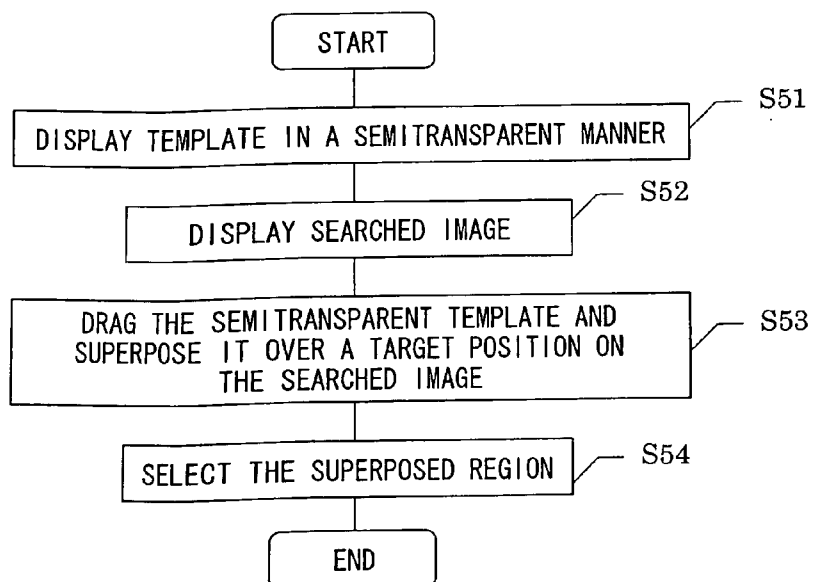 START
S51
DISPLAY TEMPLATE IN A SEMITRANSPARENT MANNER
S52
DISPLAY SEARCHED IMAGE
DRAG THE SEMITRANSPARENT TEMPLATE AND
SUPERPOSE IT OVER A TARGET POSITION ON
THE SEARCHED IMAGE
S53
SELECT THE SUPERPOSED REGION
S54
END